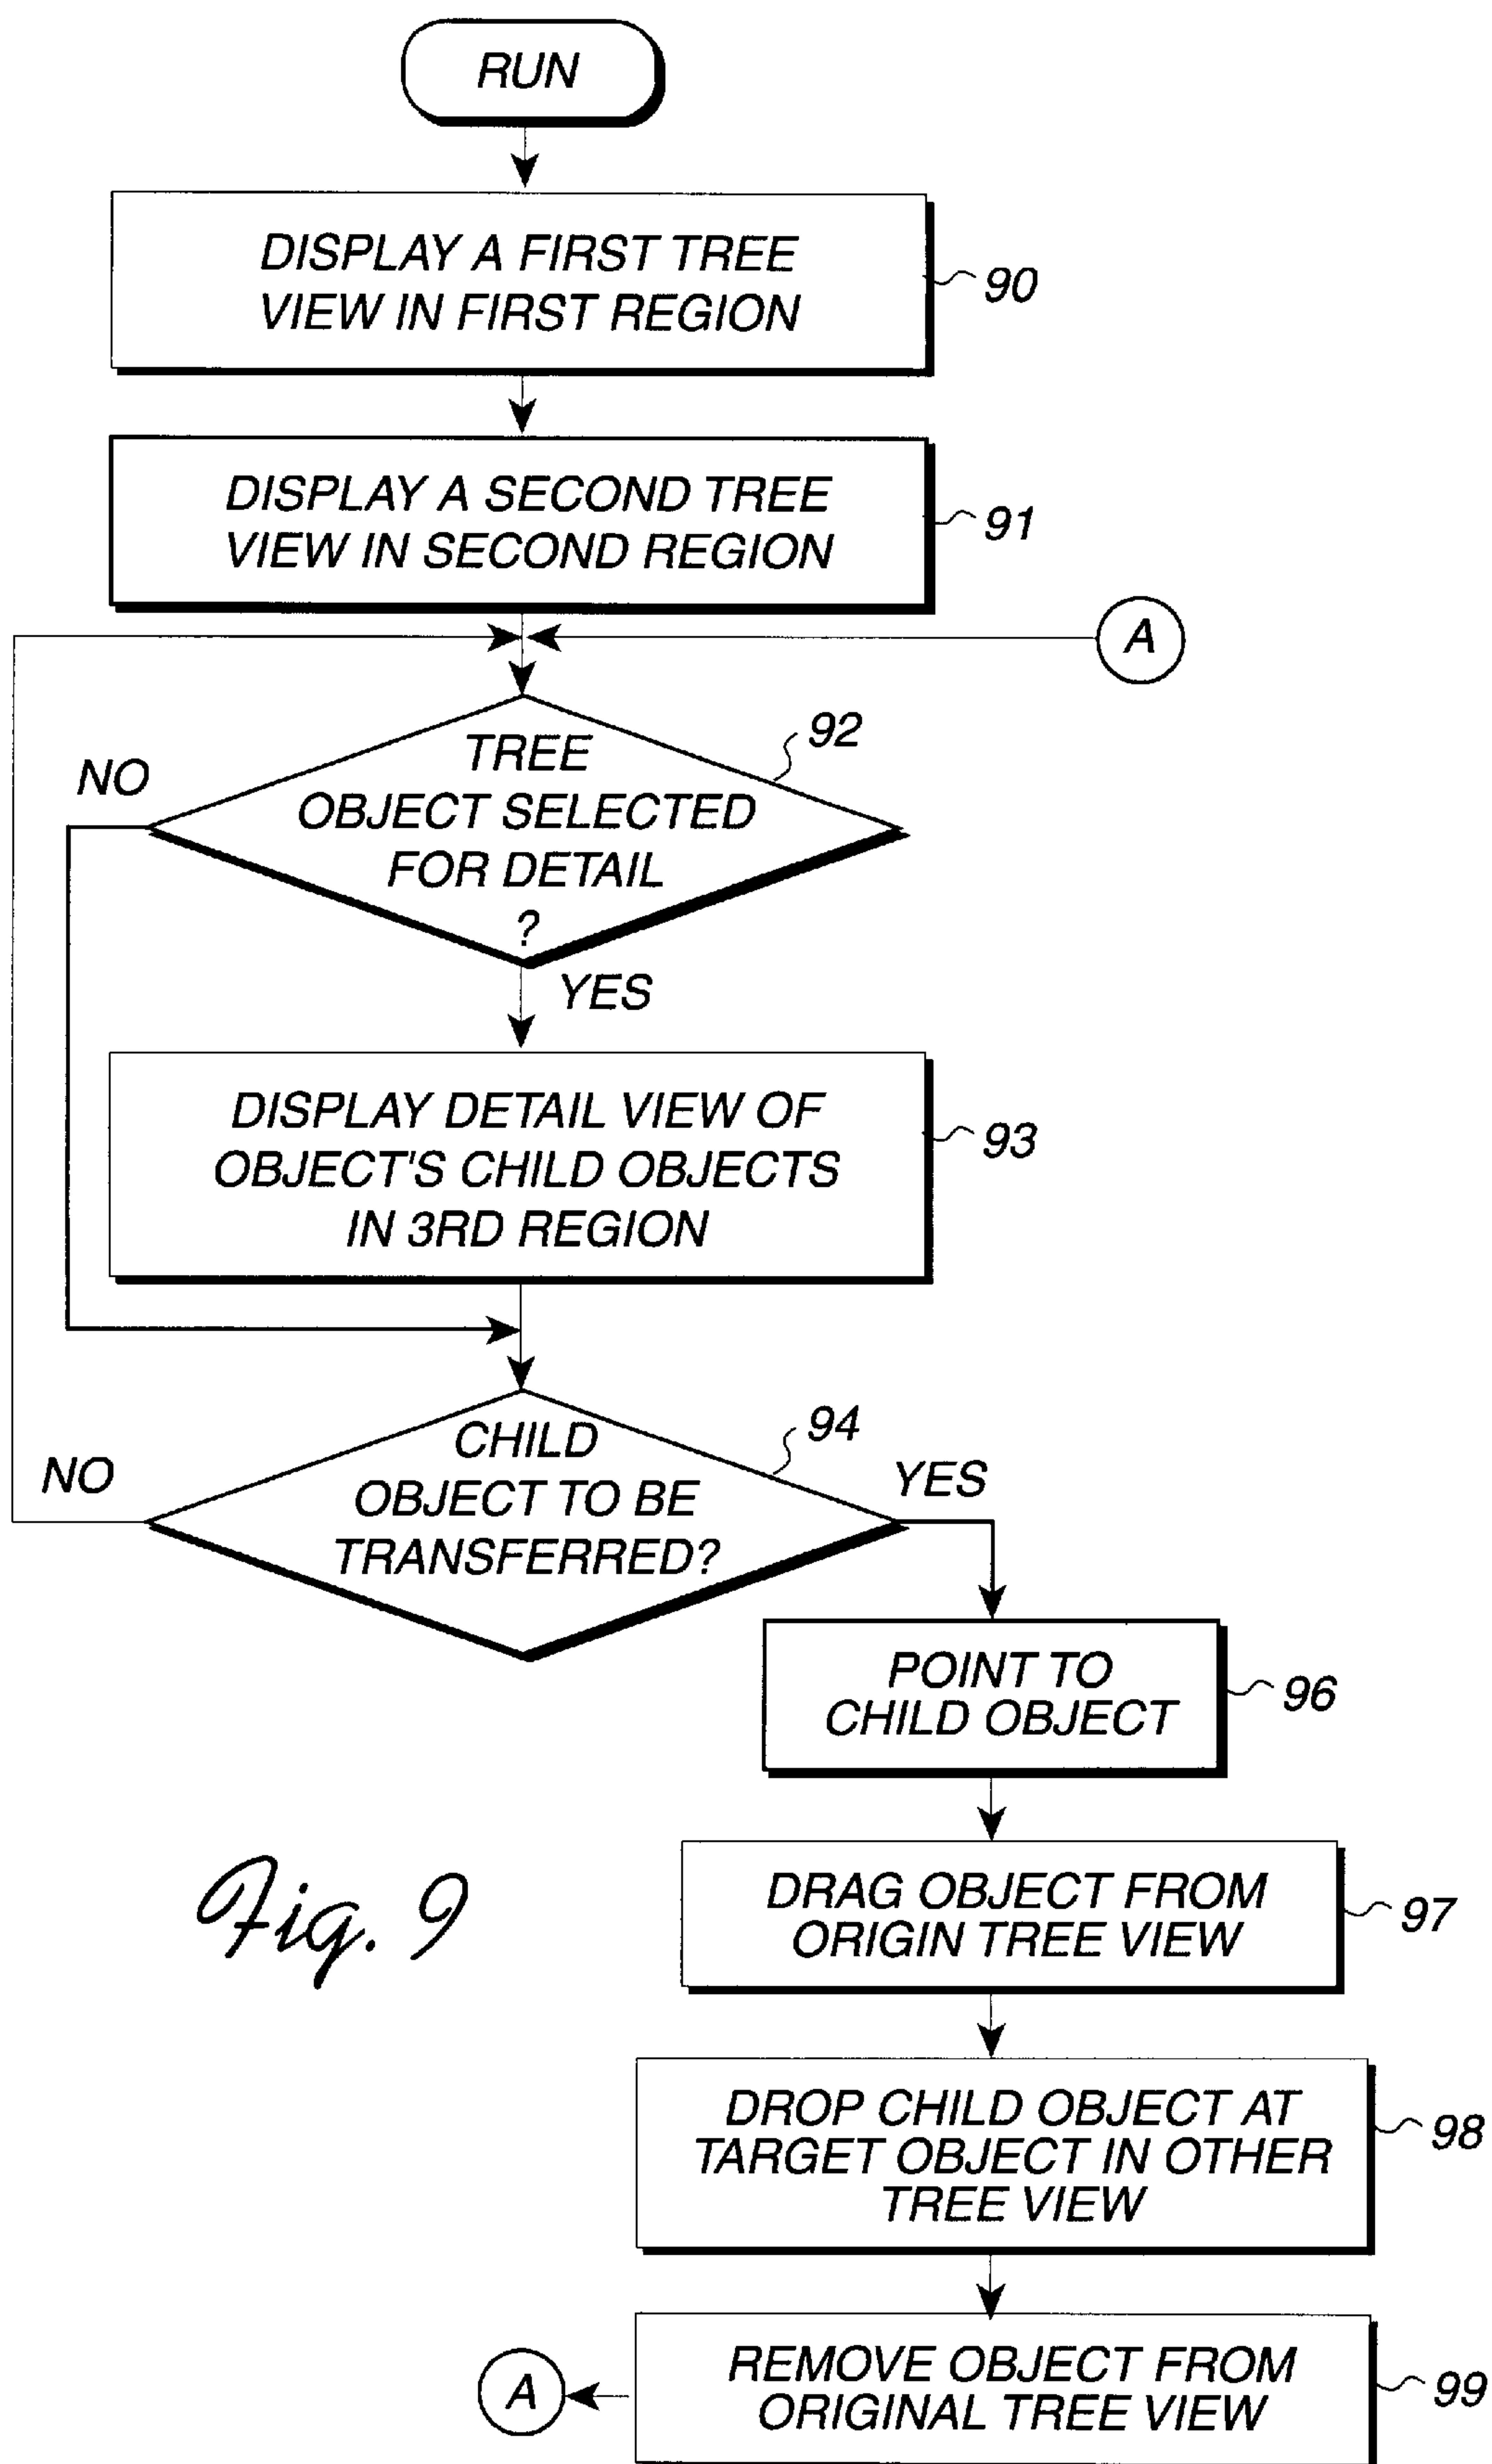 RUN
DISPLAY A FIRST TREE
VIEW IN FIRST REGION
90
DISPLAY A SECOND TREE
VIEW IN SECOND REGION
91
A
92
NO
TREE
OBJECT SELECTED
FOR DETAIL
?
YES
DISPLAY DETAIL VIEW OF
OBJECT'S CHILD OBJECTS
IN 3RD REGION
93
94
NO
CHILD
OBJECT TO BE
TRANSFERRED?
YES
POINT TO
CHILD OBJECT
96
DRAG OBJECT FROM
ORIGIN TREE VIEW
97
Fig. 9
DROP CHILD OBJECT AT
TARGET OBJECT IN OTHER
TREE VIEW
98
REMOVE OBJECT FROM
ORIGINAL TREE VIEW
99
A